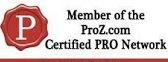 P
Member of the
ProZ.com
Certified PRO Network